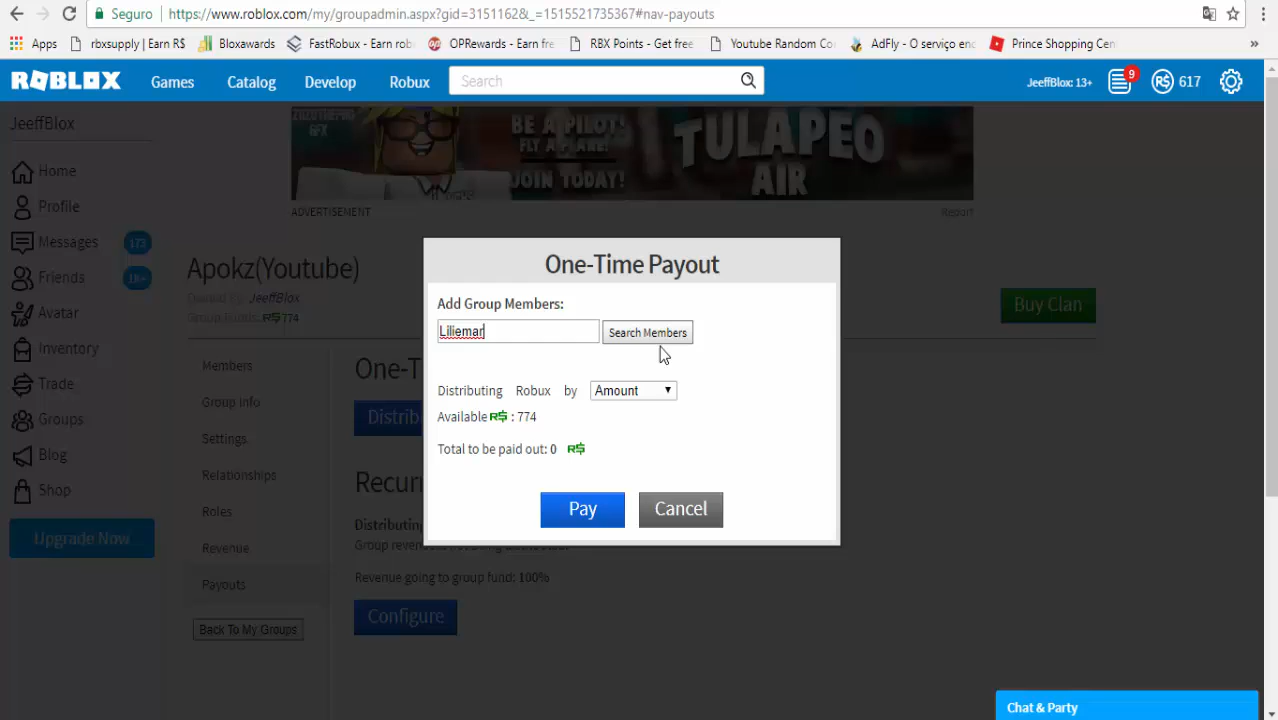 Seguro https://www.roblox.com/my/groupadmin.aspx?gid=3151162&_=1515521735367#nav-payouts
Apps rbxsupply | Earn R$ Bloxawards FastRobux - Earn rob OPRewards - Earn fre RBX Points - Get free Youtube Random Co AdFly - O serviço enc Prince Shopping Cen »
ROBLOX Games Catalog Develop Robux Search JeeffBlox: 13+ 9 R$ 617
JeeffBlox
BE A PILOT!
FLY A PLANE!
JOIN TODAY!
TULAPEO
AIR
ADVERTISEMENT Report
Home
Profile
Messages 173
Friends 1K+
Avatar
Inventory
Trade
Groups
Blog
Shop
Upgrade Now
Apokz(Youtube)
Owned By: JeeffBlox
Group Funds: R$ 774
Buy Clan
Members
Group Info
Settings
Relationships
Roles
Revenue
Payouts
Back To My Groups
One-T
Distrib
Recur
Distributing
Revenue going to group fund: 100%
Configure
One-Time Payout
Add Group Members:
Liliemar Search Members
Distributing Robux by Amount
Available R$ : 774
Total to be paid out: 0 R$
Pay Cancel
Chat & Party